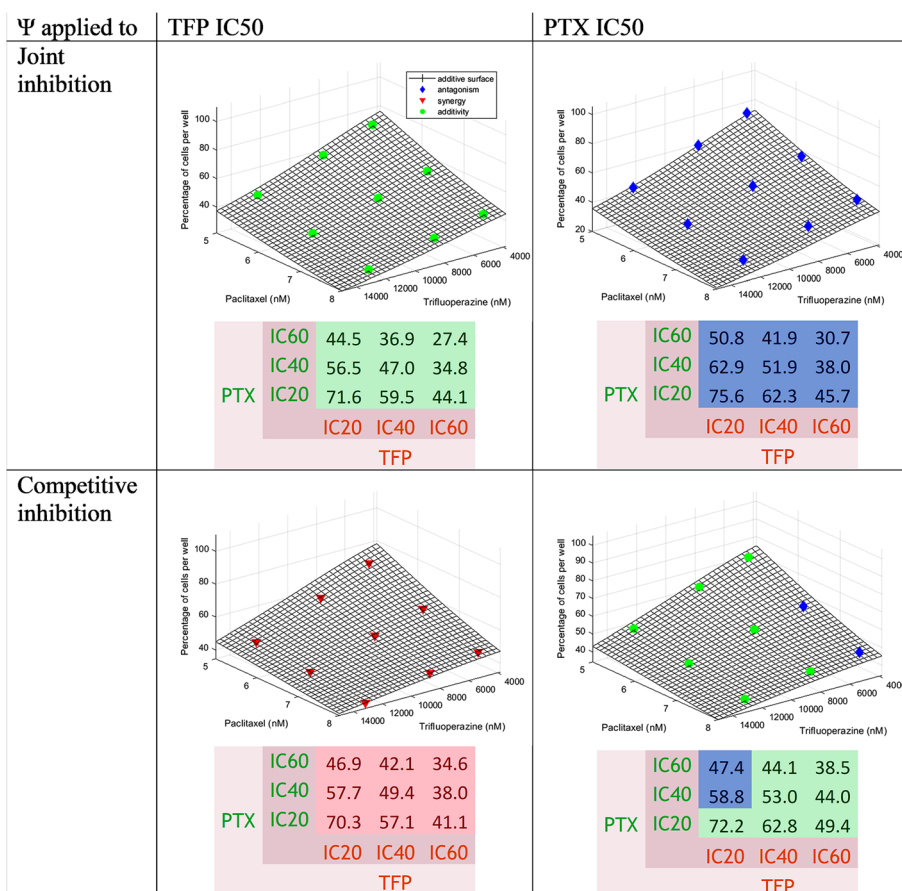 Ψ applied to TFP IC50 PTX IC50
Joint
inhibition
additive surface
antagonism
synergy
additivity
Percentage of cells per well
100
80
60
40
5
6
7
8
Paclitaxel (nM)
14000
12000
10000
8000
6000
4000
Trifluoperazine (nM)
IC60 44.5 36.9 27.4
IC40 56.5 47.0 34.8
PTX IC20 71.6 59.5 44.1
IC20 IC40 IC60
TFP
Percentage of cells per well
100
80
60
40
20
5
6
7
8
Paclitaxel (nM)
14000
12000
10000
8000
6000
4000
Trifluoperazine (nM)
IC60 50.8 41.9 30.7
IC40 62.9 51.9 38.0
PTX IC20 75.6 62.3 45.7
IC20 IC40 IC60
TFP
Competitive
inhibition
Percentage of cells per well
100
80
60
40
5
6
7
8
Paclitaxel (nM)
14000
12000
10000
8000
6000
4000
Trifluoperazine (nM)
IC60 46.9 42.1 34.6
IC40 57.7 49.4 38.0
PTX IC20 70.3 57.1 41.1
IC20 IC40 IC60
TFP
Percentage of cells per well
100
90
80
70
60
50
40
5
6
7
8
Paclitaxel (nM)
14000
12000
10000
8000
6000
4000
Trifluoperazine (nM)
IC60 47.4 44.1 38.5
IC40 58.8 53.0 44.0
PTX IC20 72.2 62.8 49.4
IC20 IC40 IC60
TFP